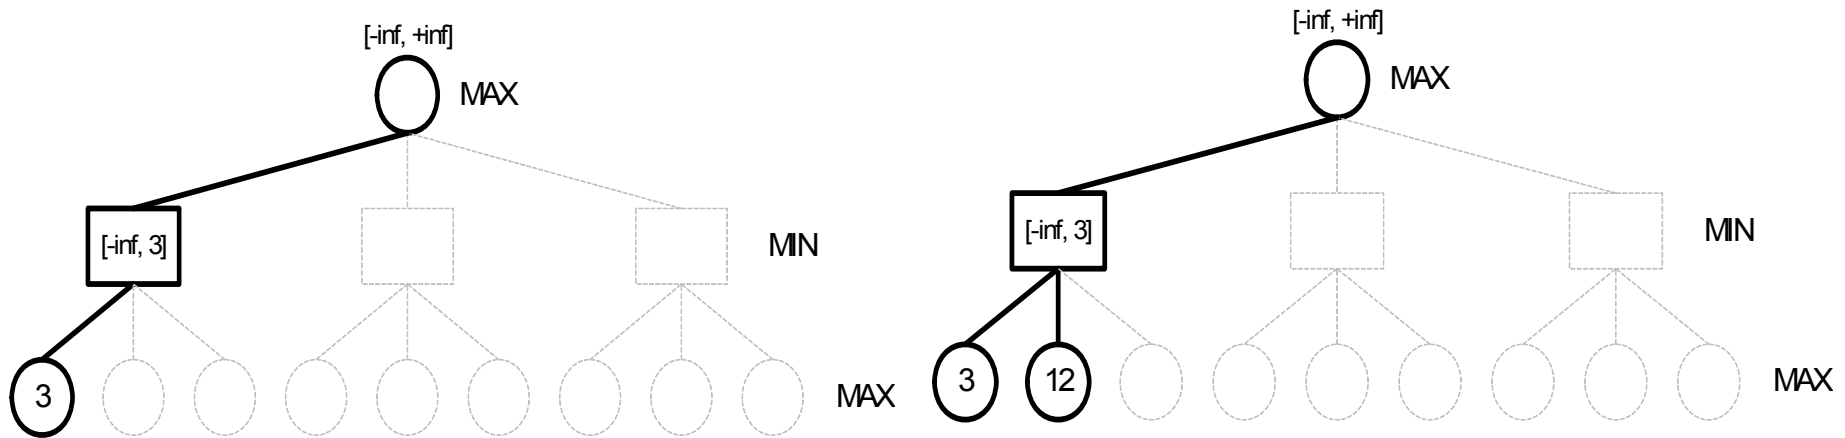 [-inf, +inf]
MAX
[-inf, 3]
MIN
3
MAX
[-inf, +inf]
MAX
[-inf, 3]
MIN
3 12
MAX